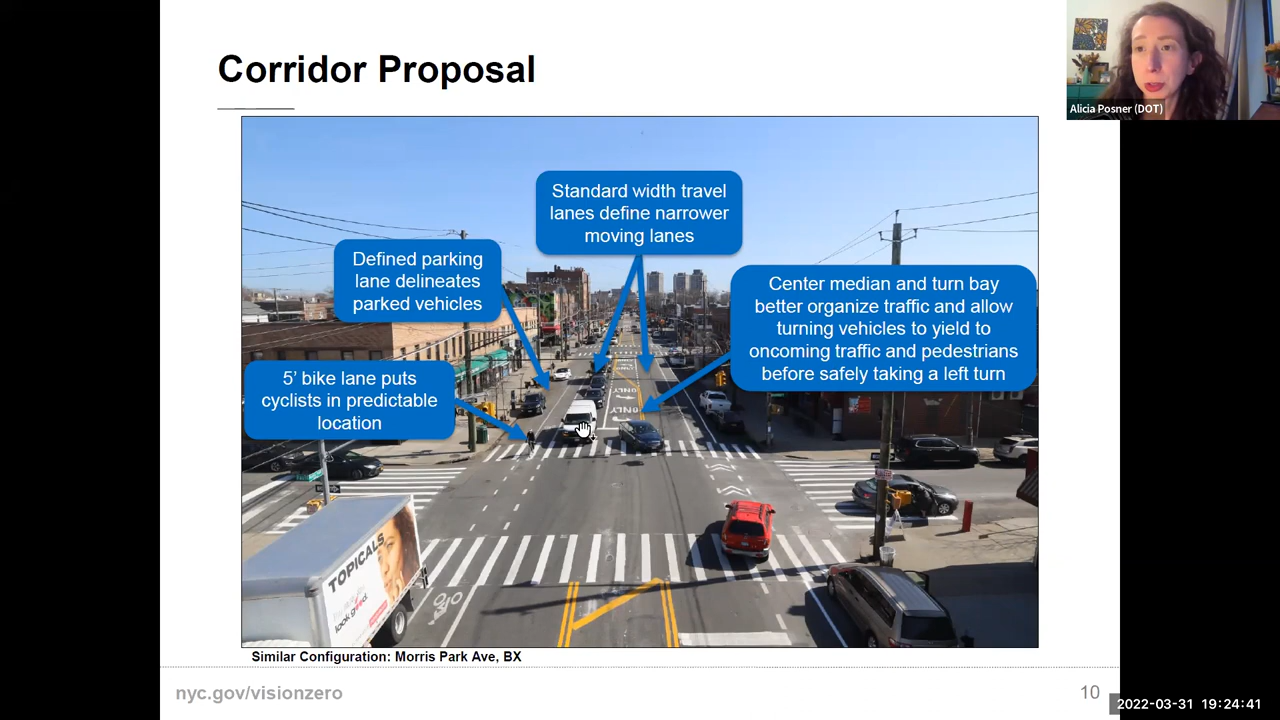 Corridor Proposal
Alicia Posner (DOT)
Standard width travel
lanes define narrower
moving lanes
Defined parking
lane delineates
parked vehicles
Center median and turn bay
better organize traffic and allow
turning vehicles to yield to
oncoming traffic and pedestrians
before safely taking a left turn
5' bike lane puts
cyclists in predictable
location
ONLY
ONLY
TOPICALS
look good
Similar Configuration: Morris Park Ave, BX
nyc.gov/visionzero
10
2022-03-31 19:24:41